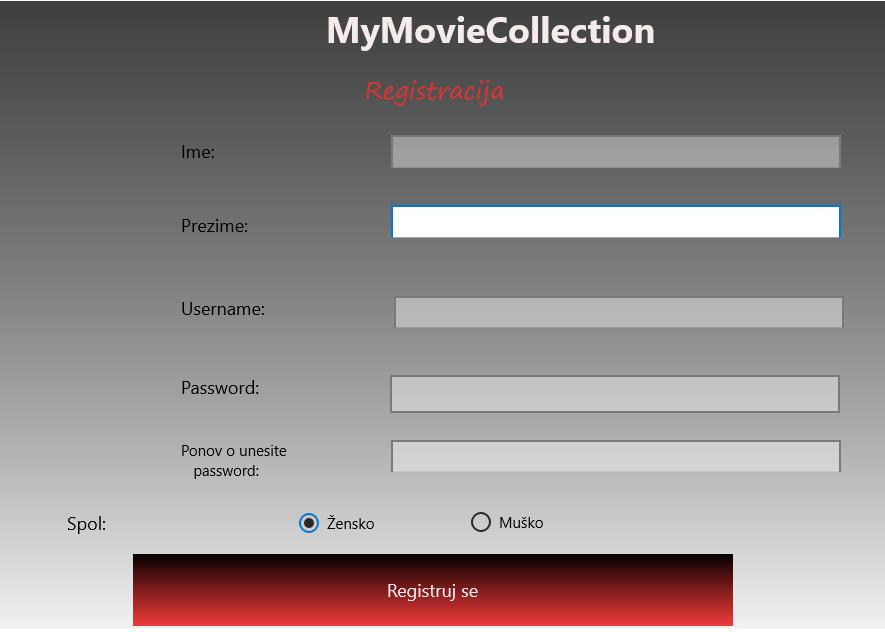 MyMovieCollection
Registracija
Ime:
Prezime:
Username:
Password:
Ponov o unesite
password:
Spol:
Žensko
Muško
Registruj se